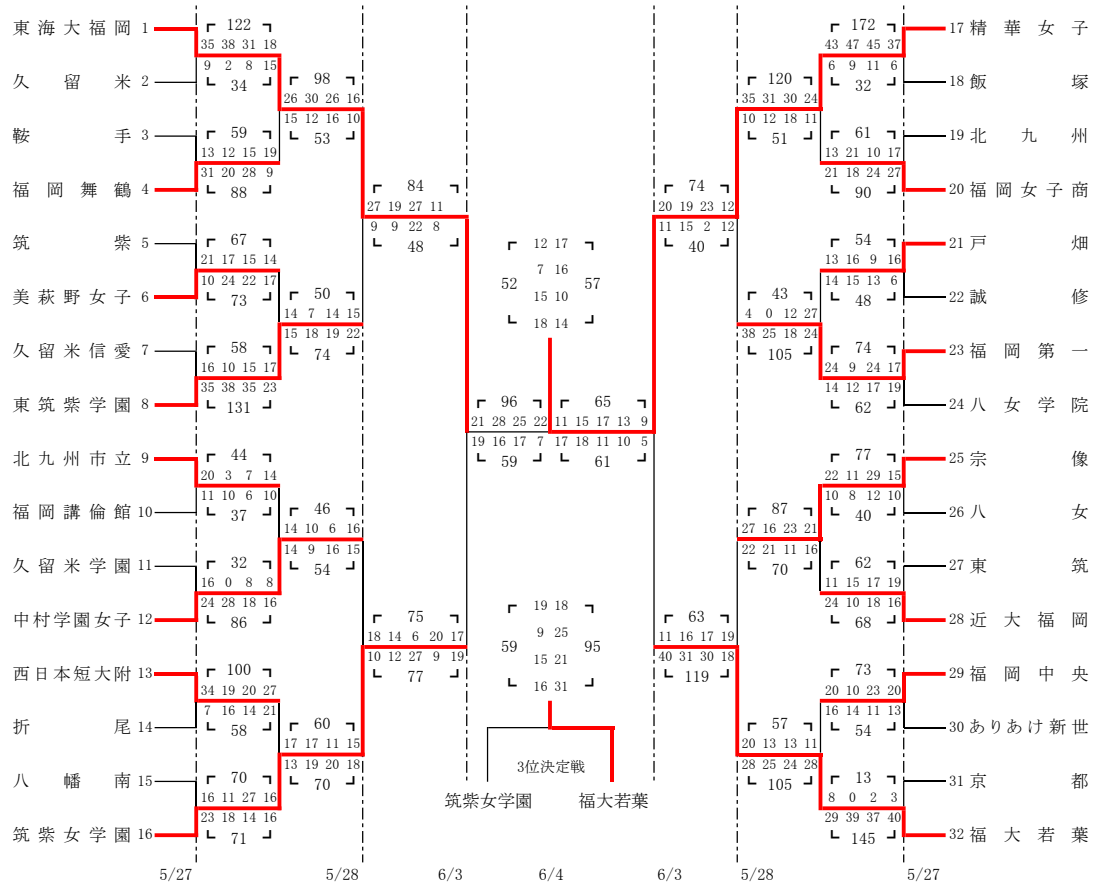 東海大福岡 1
122
35 38 31 18
9 2 8 15
34
久留米 2
98
26 30 26 16
15 12 16 10
53
鞍手 3
59
13 12 15 19
31 20 28 9
88
福岡舞鶴 4
84
27 19 27 11
9 9 22 8
48
筑紫 5
67
21 17 15 14
10 24 22 17
73
美萩野女子 6
50
14 7 14 15
15 18 19 22
74
久留米信愛 7
58
16 10 15 17
35 38 35 23
131
東筑紫学園 8
96
21 28 25 22
19 16 17 7
59
北九州市立 9
44
20 3 7 14
11 10 6 10
37
福岡講倫館 10
46
14 10 6 16
14 9 16 15
54
久留米学園 11
32
16 0 8 8
24 28 18 16
86
中村学園女子 12
75
18 14 6 20 17
10 12 27 9 19
77
西日本短大附 13
100
34 19 20 27
7 16 14 21
58
折尾 14
60
17 17 11 15
13 19 20 18
70
八幡南 15
70
16 11 27 16
23 18 14 16
71
筑紫女学園 16
12 17
7 16
52 57
15 10
18 14
65
11 15 17 13 9
17 18 11 10 5
61
19 18
9 25
59 95
15 21
16 31
3位決定戦
筑紫女学園 福大若葉
172
43 47 45 37
6 9 11 6
32
17 精華女子
120
35 31 30 24
10 12 18 11
51
18 飯塚
61
13 21 10 17
21 18 24 27
90
19 北九州
20 福岡女子商
74
20 19 23 12
11 15 2 12
40
54
13 16 9 16
14 15 13 6
48
21 戸畑
43
4 0 12 27
38 25 18 24
105
22 誠修
74
24 9 24 17
14 12 17 19
62
23 福岡第一
24 八女学院
77
22 11 29 15
10 8 12 10
40
25 宗像
87
27 16 23 21
22 21 11 16
70
26 八女
62
11 15 17 19
24 10 18 16
68
27 東筑
28 近大福岡
63
11 16 17 19
40 31 30 18
119
73
20 10 23 20
16 14 11 13
54
29 福岡中央
57
20 13 13 11
28 25 24 28
105
30 ありあけ新世
13
8 0 2 3
29 39 37 40
145
31 京都
32 福大若葉
5/27 5/28 6/3 6/4 6/3 5/28 5/27